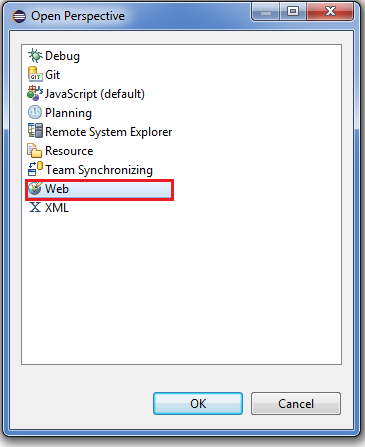 Open Perspective
Debug
GIT Git
JavaScript (default)
Planning
Remote System Explorer
Resource
Team Synchronizing
Web
X XML
OK Cancel